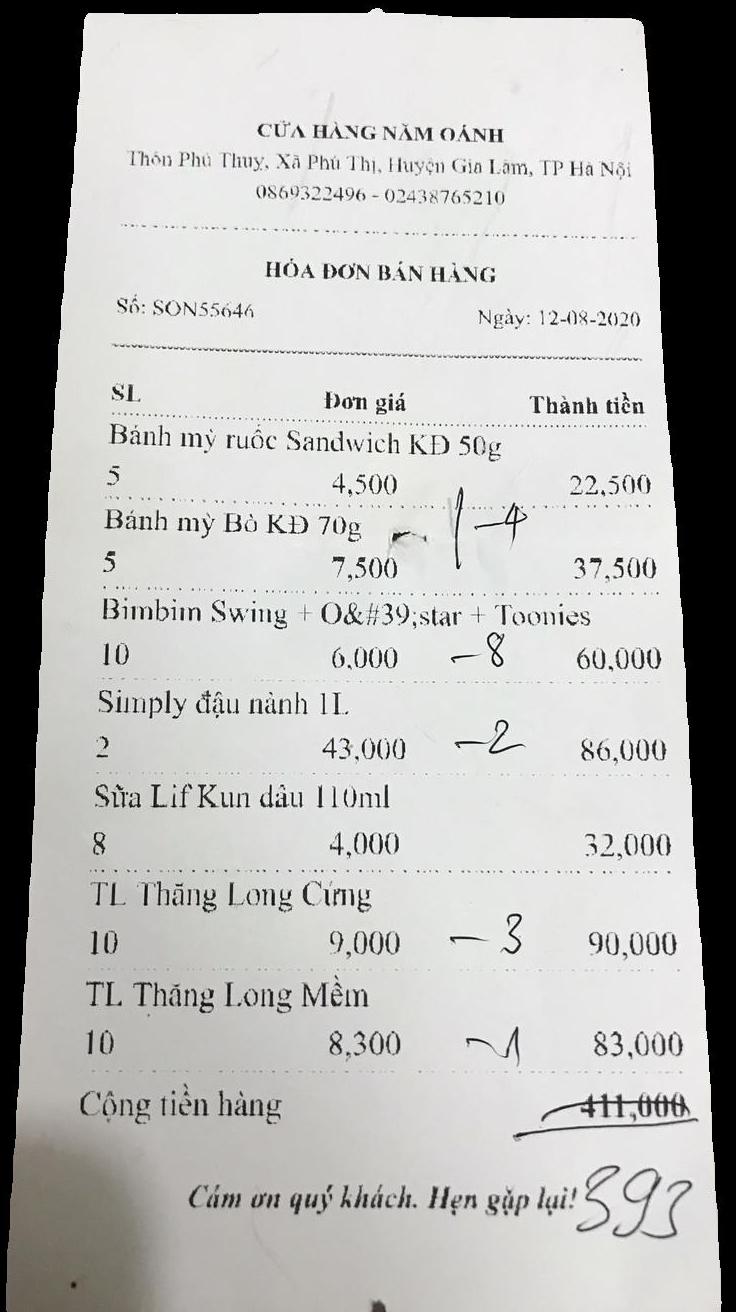 CỬA HÀNG NĂM OÁNH
Thôn Phú Thuỵ, Xã Phú Thị, Huyện Gia Lâm, TP Hà Nội
0869322496 - 02438765210
HÓA ĐƠN BÁN HÀNG
Số: SON55646 Ngày: 12-08-2020
SL Đơn giá Thành tiền
Bánh mỳ ruốc Sandwich KĐ 50g
5 4,500 22,500
Bánh mỳ Bò KĐ 70g - 4
5 7,500 37,500
Bimbim Swing + O&#39;star + Toonies
10 6,000 - 8 60,000
Simply đậu nành 1L
2 43,000 - 2 86,000
Sữa Lif Kun dâu 110ml
8 4,000 32,000
TL Thăng Long Cứng
10 9,000 - 3 90,000
TL Thăng Long Mềm
10 8,300 - 1 83,000
Cộng tiền hàng 411,000
Cám ơn quý khách. Hẹn gặp lại! 393